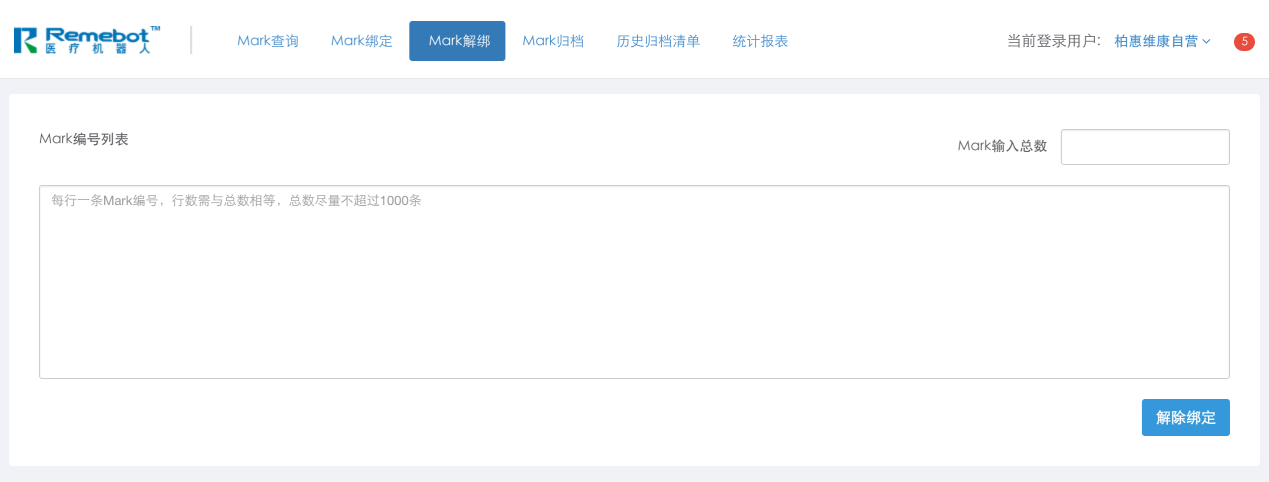 Remebot™
医疗机器人
Mark查询 Mark绑定 Mark解绑 Mark归档 历史归档清单 统计报表 当前登录用户: 柏惠维康自营 5
Mark编号列表
Mark输入总数
每行一条Mark编号，行数需与总数相等，总数尽量不超过1000条
解除绑定